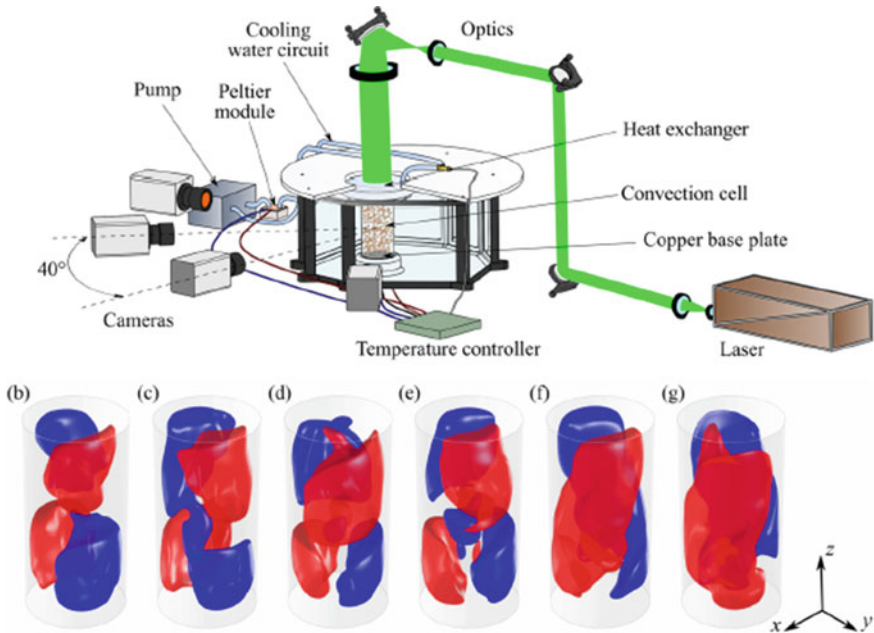 Cooling
water circuit
Optics
Pump
Peltier
module
Heat exchanger
Convection cell
Copper base plate
40°
Cameras
Temperature controller
Laser
(b) (c) (d) (e) (f) (g)
z
x y